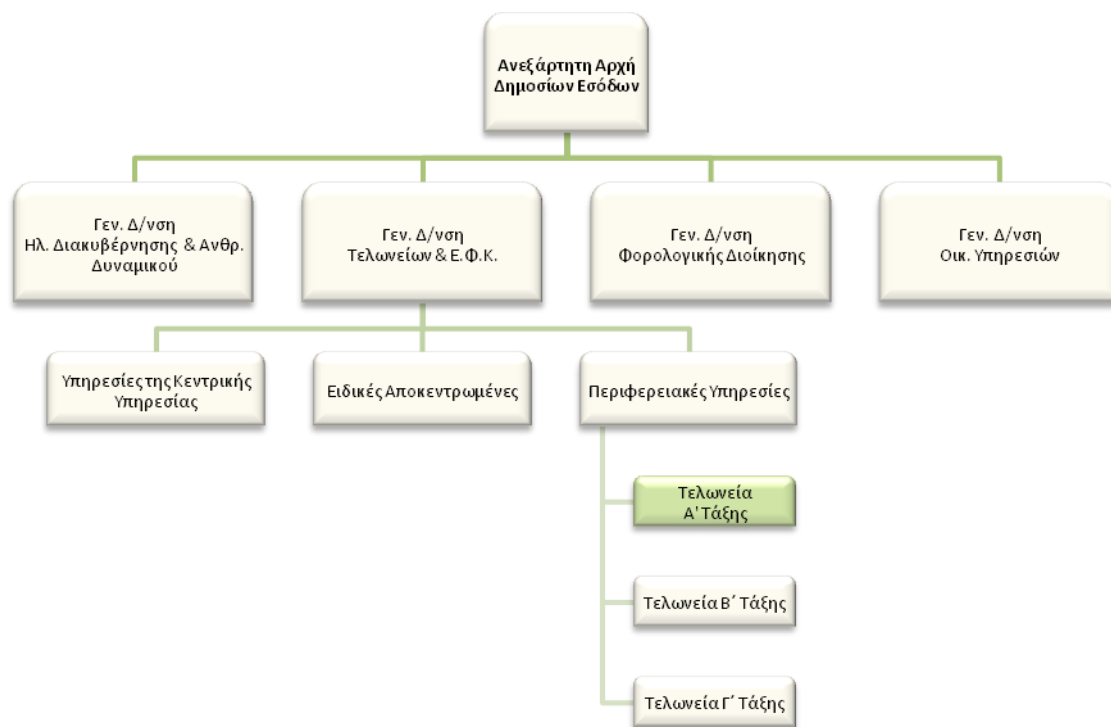 Ανεξάρτητη Αρχή
Δημοσίων Εσόδων
Γεν. Δ/νση
Ηλ. Διακυβέρνησης & Ανθρ.
Δυναμικού
Γεν. Δ/νση
Τελωνείων & Ε.Φ.Κ.
Γεν. Δ/νση
Φορολογικής Διοίκησης
Γεν. Δ/νση
Οικ. Υπηρεσιών
Υπηρεσίες της Κεντρικής
Υπηρεσίας
Ειδικές Αποκεντρωμένες
Περιφερειακές Υπηρεσίες
Τελωνεία
Α' Τάξης
Τελωνεία Β΄ Τάξης
Τελωνεία Γ΄ Τάξης